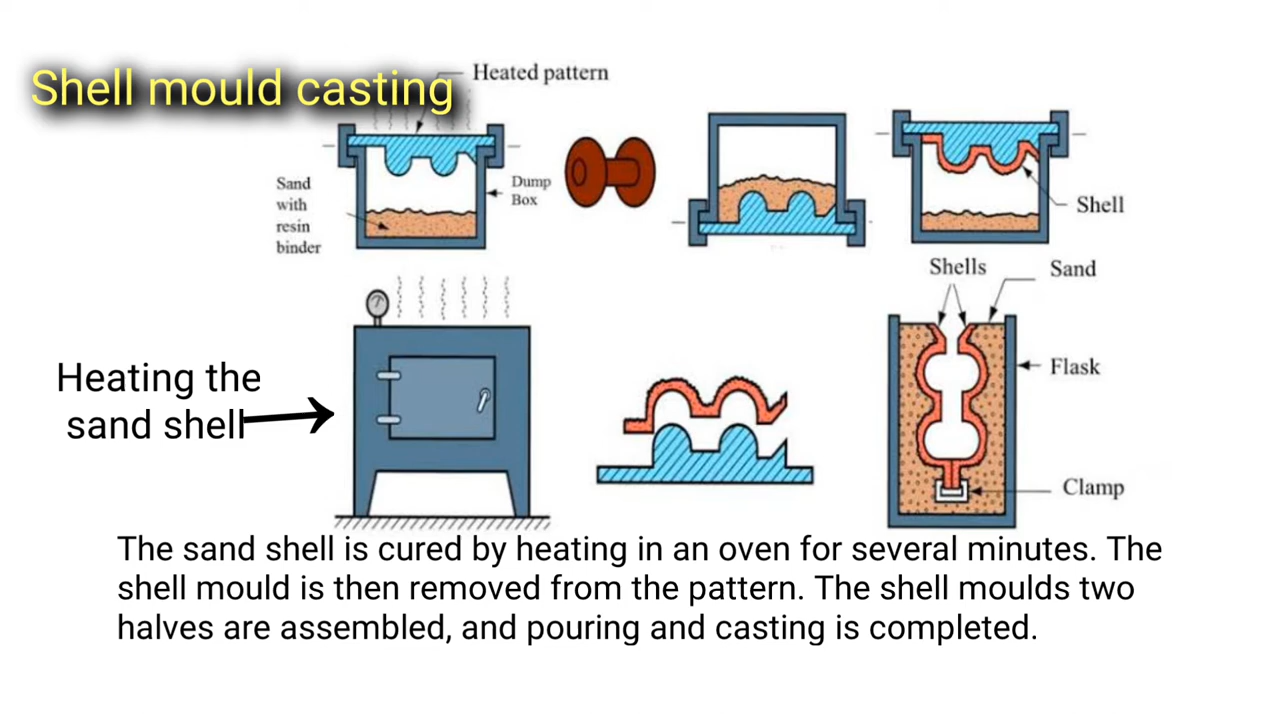 Shell mould casting
Heated pattern
Sand
with
resin
binder
Dump
Box
Shell
Shells
Sand
Flask
Clamp
Heating the
sand shell
The sand shell is cured by heating in an oven for several minutes. The
shell mould is then removed from the pattern. The shell moulds two
halves are assembled, and pouring and casting is completed.